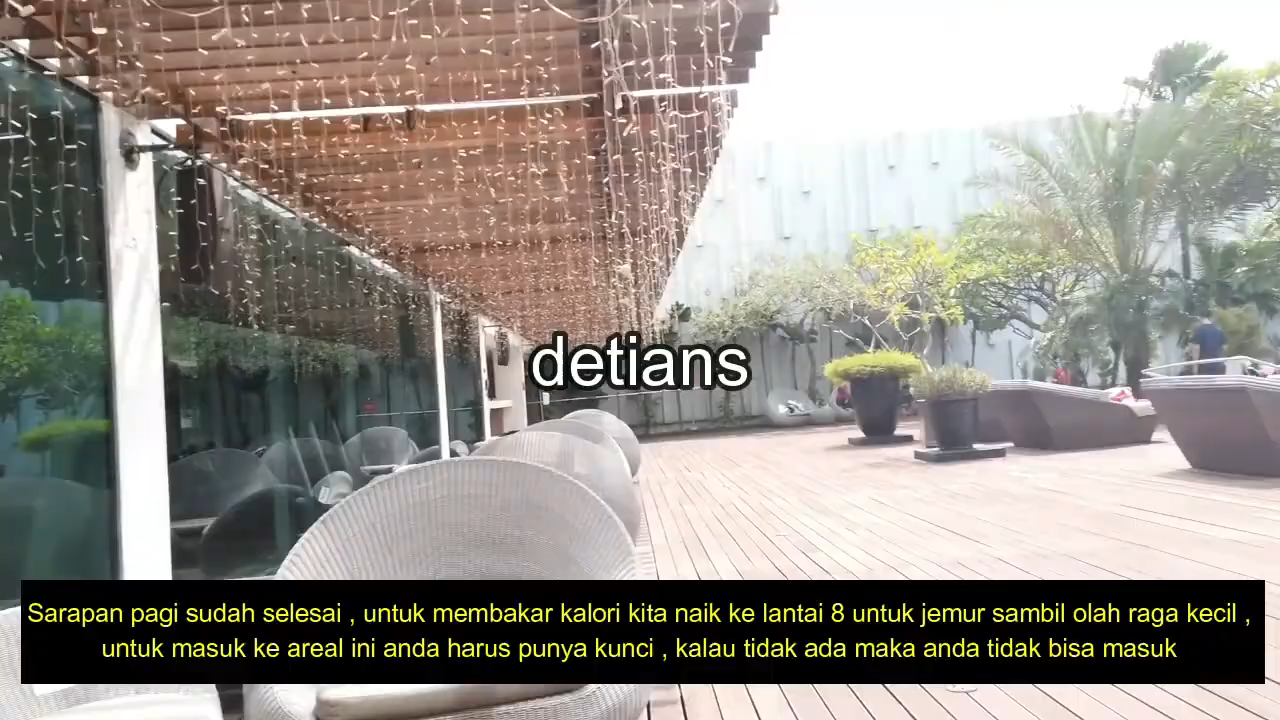 detians
Sarapan pagi sudah selesai , untuk membakar kalori kita naik ke lantai 8 untuk jemur sambil olah raga kecil ,
untuk masuk ke areal ini anda harus punya kunci , kalau tidak ada maka anda tidak bisa masuk